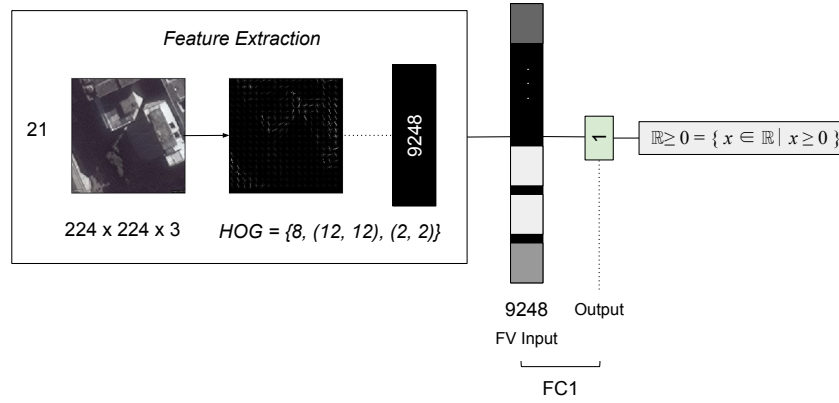 Feature Extraction
21
9248
224 x 224 x 3
HOG = {8, (12, 12), (2, 2)}
1
ℝ≥ 0 = { x ∈ ℝ | x ≥ 0 }
9248
Output
FV Input
FC1